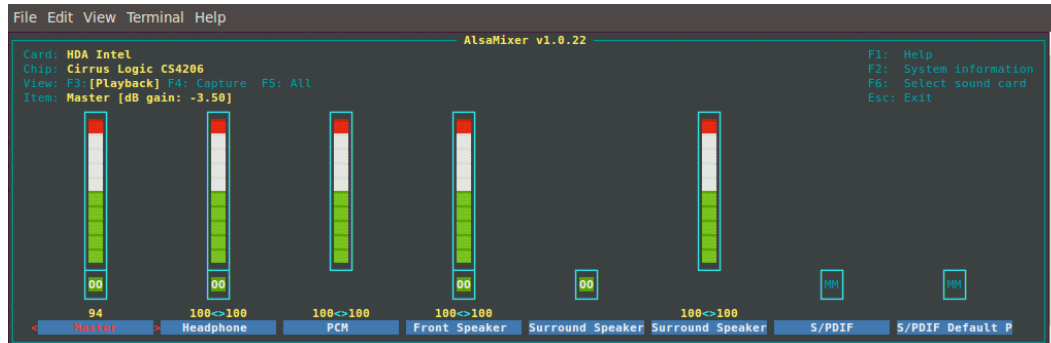 File Edit View Terminal Help
AlsaMixer v1.0.22
Card: HDA Intel
F1: Help
Chip: Cirrus Logic CS4206
F2: System information
View: F3:[Playback] F4: Capture F5: All
F6: Select sound card
Item: Master [dB gain: -3.50]
Esc: Exit
OO OO OO OO MM MM
94 100<>100 100<>100 100<>100 100<>100
< Master > Headphone PCM Front Speaker Surround Speaker Surround Speaker S/PDIF S/PDIF Default P